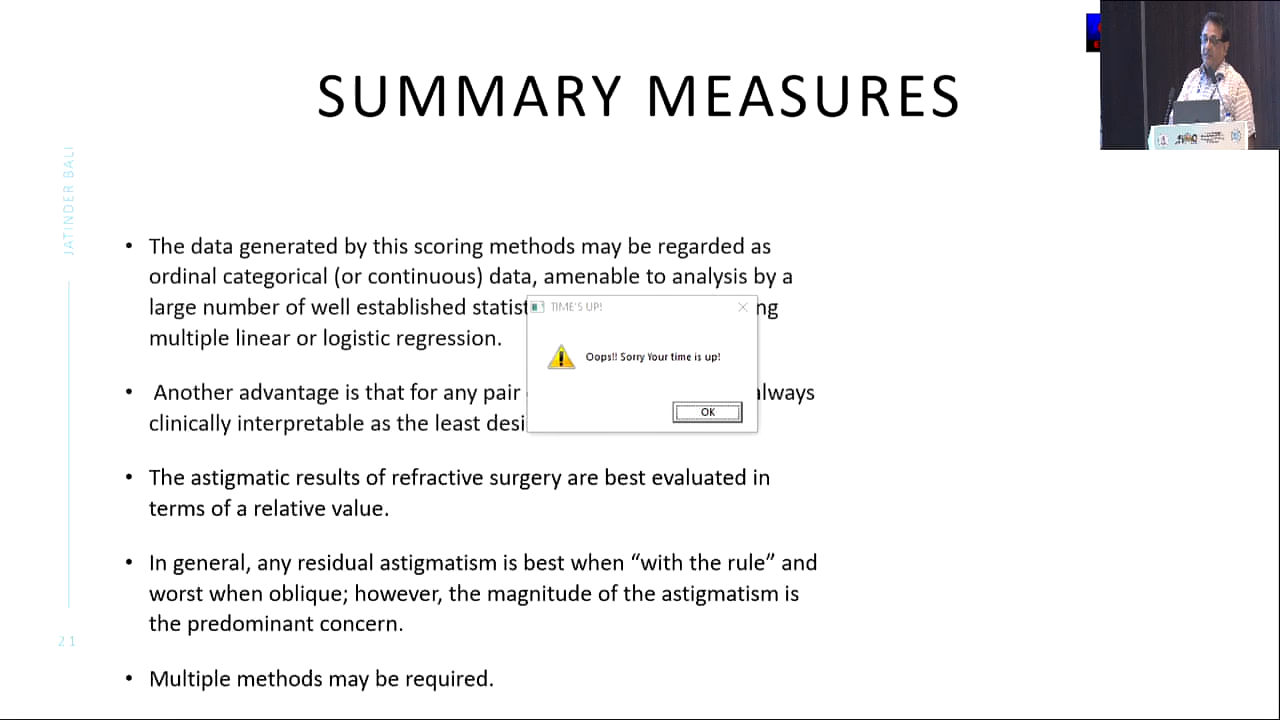 SUMMARY MEASURES
JATINDER BALI
• The data generated by this scoring methods may be regarded as
ordinal categorical (or continuous) data, amenable to analysis by a
large number of well established
multiple linear or logistic regression.
• Another advantage is that for any pair always
clinically interpretable as the least
• The astigmatic results of refractive surgery are best evaluated in
terms of a relative value.
• In general, any residual astigmatism is best when “with the rule” and
worst when oblique; however, the magnitude of the astigmatism is
the predominant concern.
• Multiple methods may be required.
21
TIME'S UP!
Oops!! Sorry Your time is up!
OK